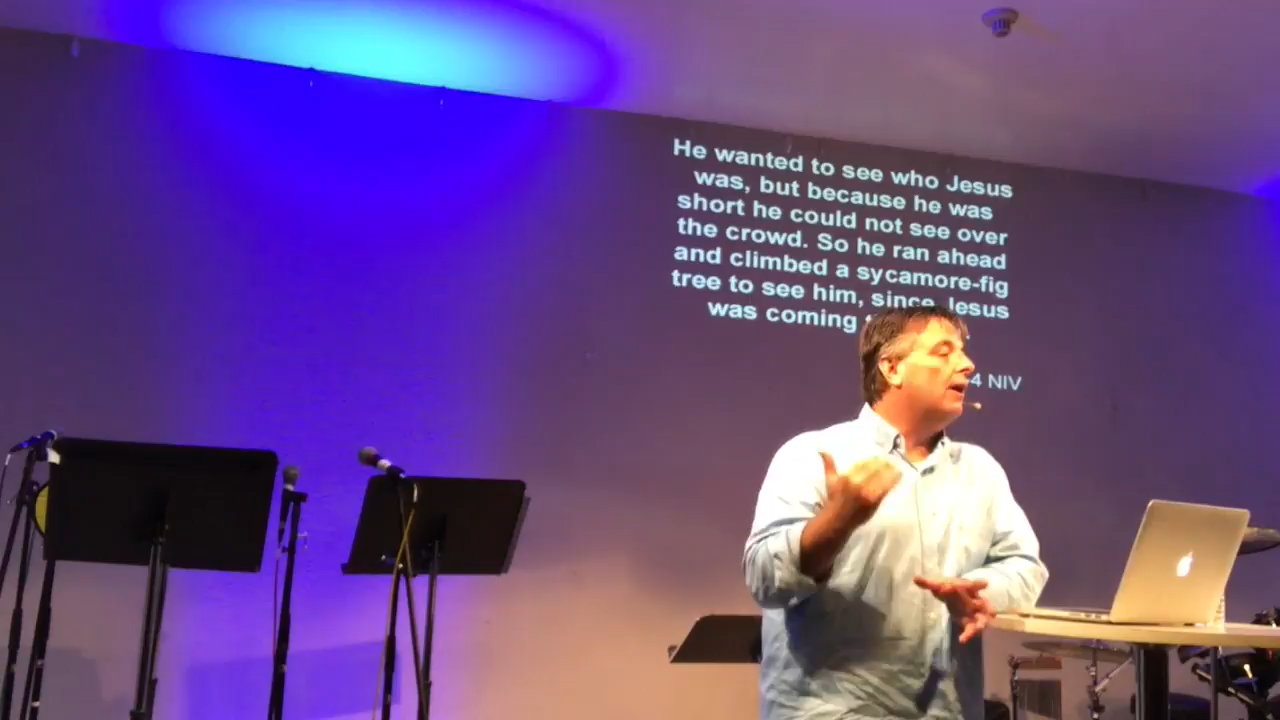 He wanted to see who Jesus
was, but because he was
short he could not see over
the crowd. So he ran ahead
and climbed a sycamore-fig
tree to see him, since Jesus
was coming
4 NIV